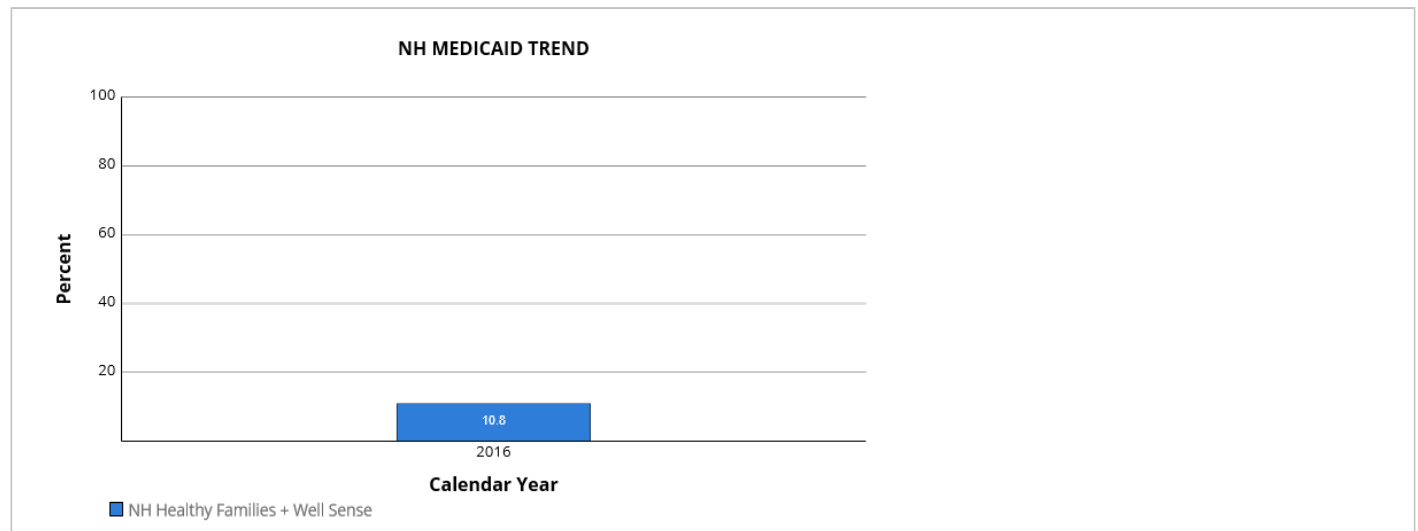 NH MEDICAID TREND
100
80
60
40
20
Percent
10.8
2016
Calendar Year
NH Healthy Families + Well Sense